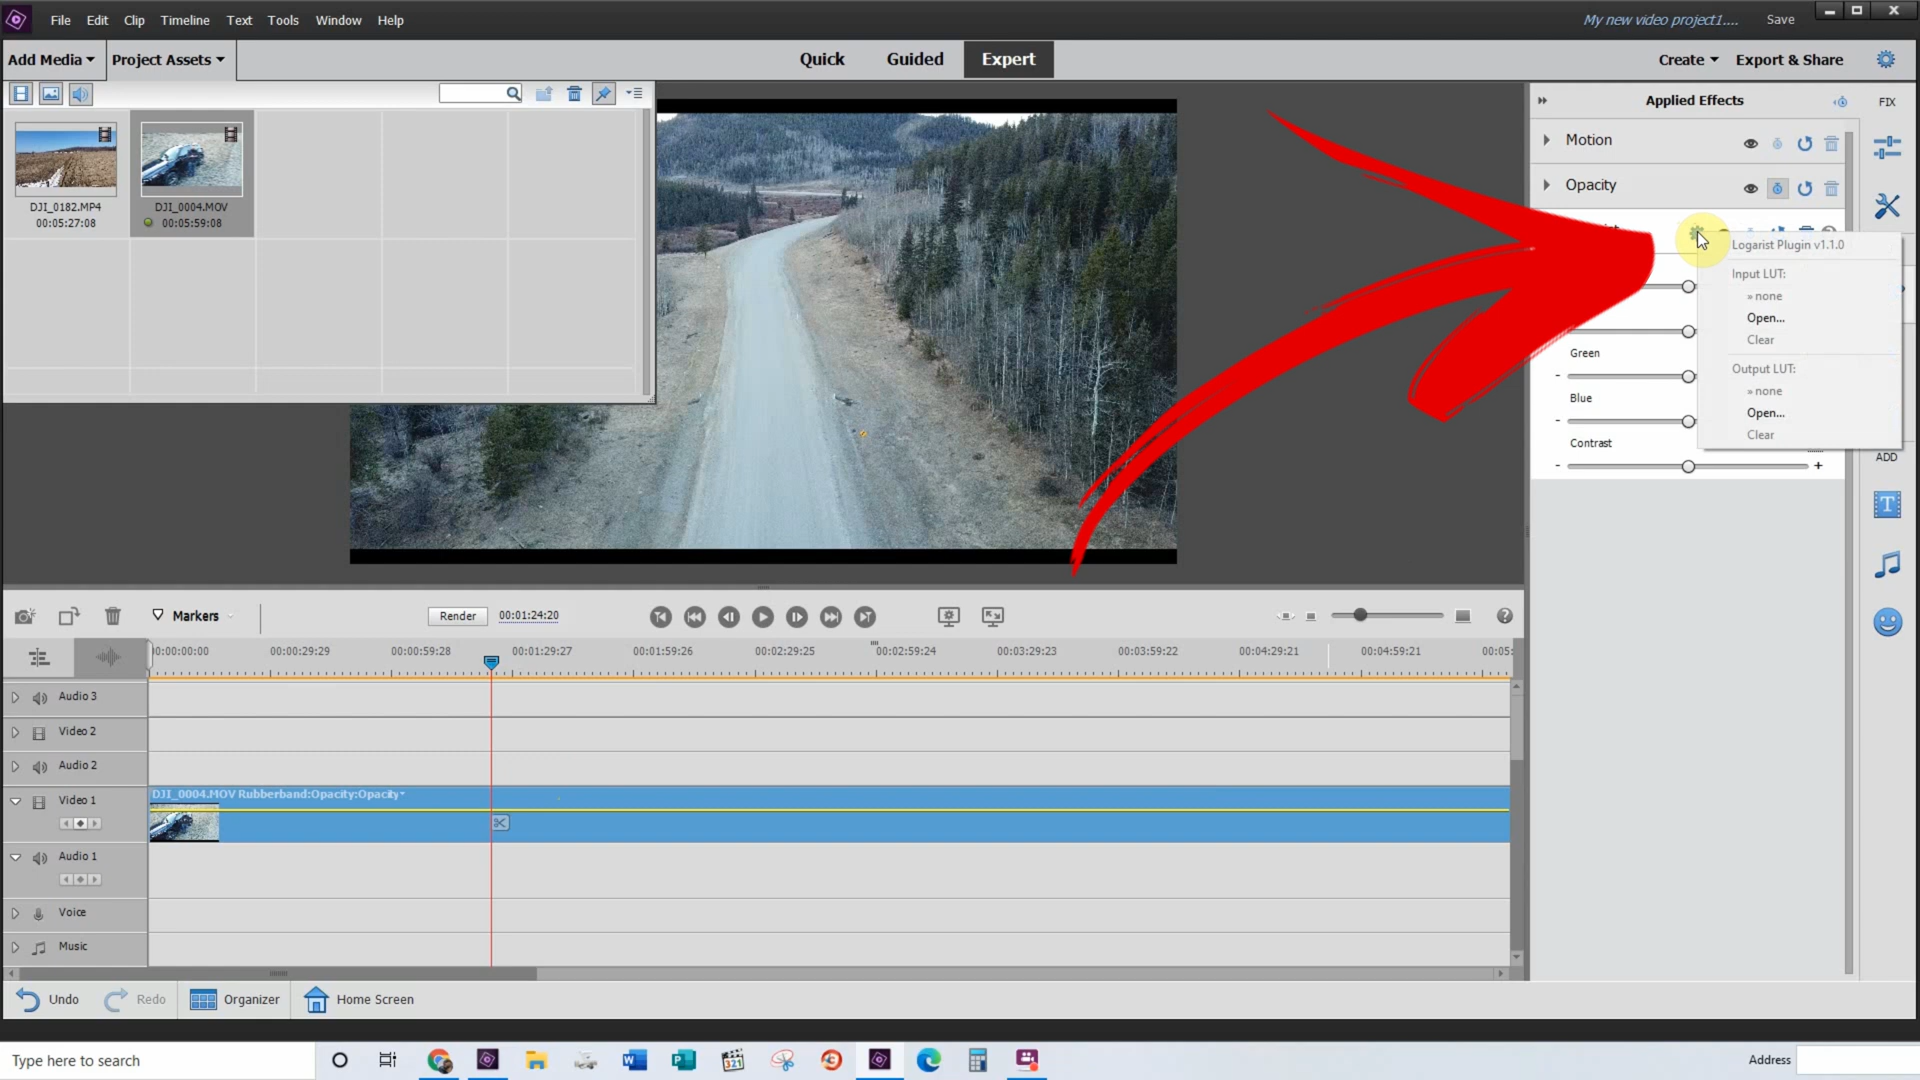 File Edit Clip Timeline Text Tools Window Help
My new video project1.... Save
Add Media Project Assets
Quick Guided Expert
Create Export & Share
Applied Effects FIX
Motion
Opacity
DJI_0182.MP4
00:05:27:08
DJI_0004.MOV
00:05:59:08
Logarist Plugin v1.1.0
Input LUT:
» none
Open...
Clear
Output LUT:
» none
Open...
Clear
Green
-
Blue
-
Contrast
- +
ADD
Markers
Render 00:01:24:20
00:00:29:29 00:00:59:28 00:01:29:27 00:01:59:26 00:02:29:25 00:02:59:24 00:03:29:23 00:03:59:22 00:04:29:21 00:04:59:21
Audio 3
Video 2
Audio 2
Video 1
DJI_0004.MOV Rubberband:Opacity:Opacity
Audio 1
Voice
Music
Undo Redo Organizer Home Screen
Type here to search
321
Address